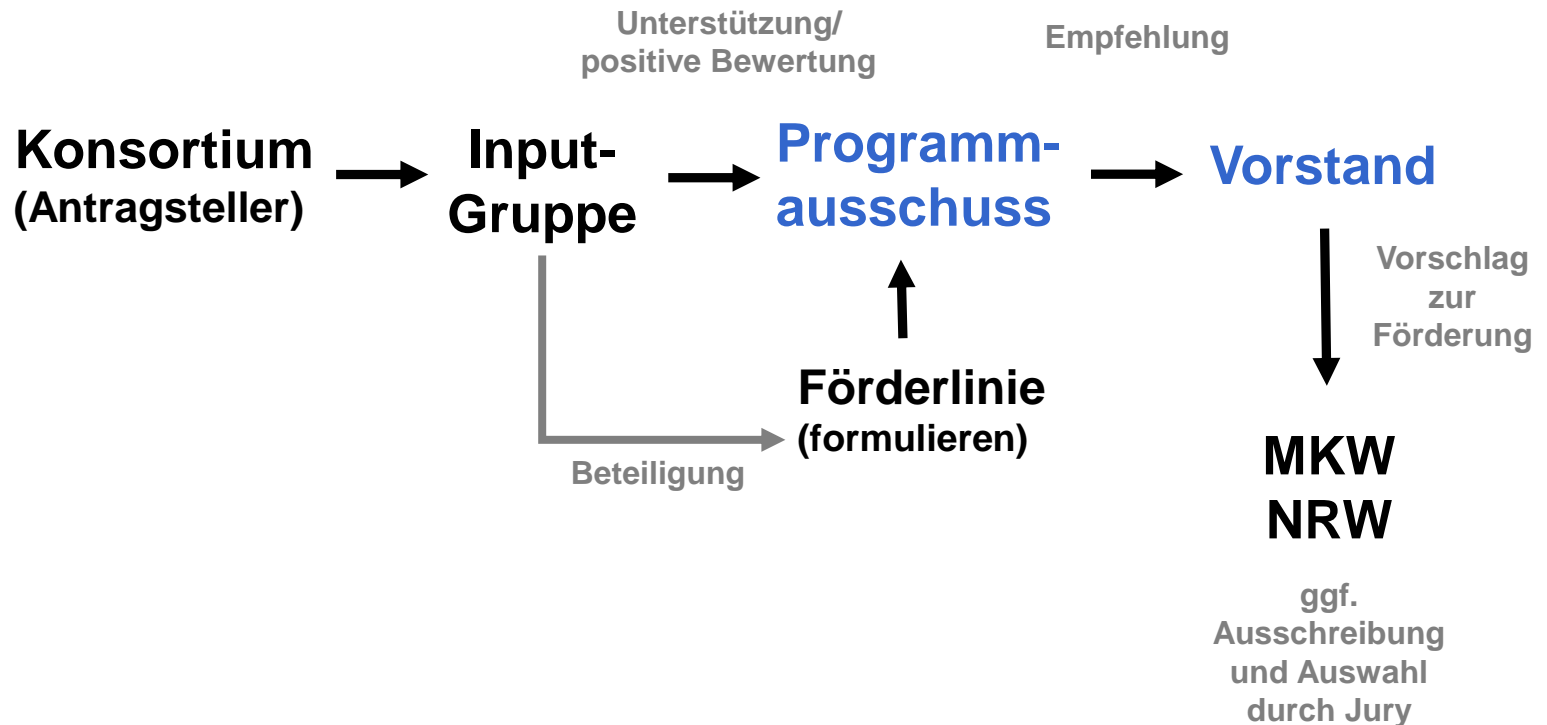 Unterstützung/
positive Bewertung
Empfehlung
Konsortium
(Antragsteller)
Input-
Gruppe
Programm-
ausschuss
Vorstand
Vorschlag
zur
Förderung
Förderlinie
(formulieren)
Beteiligung
MKW
NRW
ggf.
Ausschreibung
und Auswahl
durch Jury